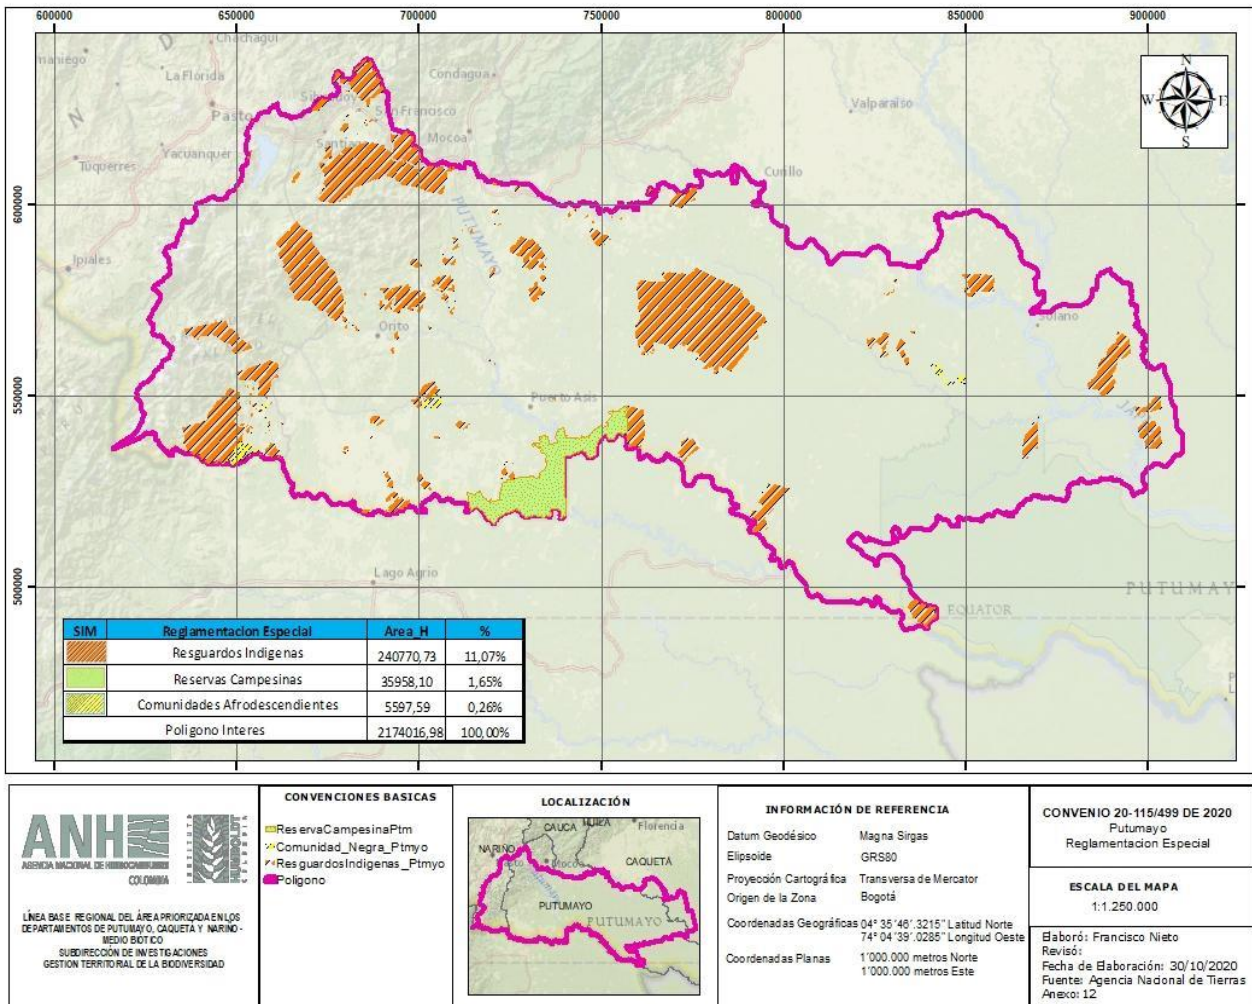 600000 650000 700000 750000 800000 850000 900000
600000
550000
500000
Chachagui
La Florida
Condagua
Pasto
San-Francisco
Mocoa
Santiago
Yacuanquer
Túquerres
Ipiales
Valparaiso
Curillo
PUTUMAYO
Orito
Solano
Puerto Asis
Lago Agrio
EQUATOR
PUTUMAY
N
W E
S
SIM Reglamentacion Especial Area_H %
Resguardos Indigenas 240770,73 11,07%
Reservas Campesinas 35958,10 1,65%
Comunidades Afrodescendientes 5597,59 0,26%
Poligono Interes 2174016,98 100,00%
ANH
AGENCIA NACIONAL DE HIDROCARBUROS
COLOMBIA
INSTITUTO HUMBOLDT COLOMBIA
LÍNEA BASE REGIONAL DEL ÁREA PRIORIZADA EN LOS
DEPARTAMENTOS DE PUTUMAYO, CAQUETÁ Y NARIÑO -
MEDIO BIOTICO
SUBDIRECCIÓN DE INVESTIGACIONES
GESTION TERRITORIAL DE LA BIODIVERSIDAD
CONVENCIONES BASICAS
ReservaCampesinaPtm
Comunidad_Negra_Ptmyo
ResguardosIndigenas_Ptmyo
Poligono
LOCALIZACIÓN
CAUCA
HUILA
Florencia
NARIÑO
Pasto
Mocoa
CAQUETÁ
PUTUMAYO
PUTUMAYO
INFORMACIÓN DE REFERENCIA
Datum Geodésico Magna Sirgas
Elipsoide GRS80
Proyección Cartográfica Transversa de Mercator
Origen de la Zona Bogotá
Coordenadas Geográficas 04° 35'46'.3215" Latitud Norte
74° 04'39'.0285" Longitud Oeste
Coordenadas Planas 1'000.000 metros Norte
1'000.000 metros Este
CONVENIO 20-115/499 DE 2020
Putumayo
Reglamentacion Especial
ESCALA DEL MAPA
1:1.250.000
Elaboró: Francisco Nieto
Revisó:
Fecha de Elaboración: 30/10/2020
Fuente: Agencia Nacional de Tierras
Anexo: 12